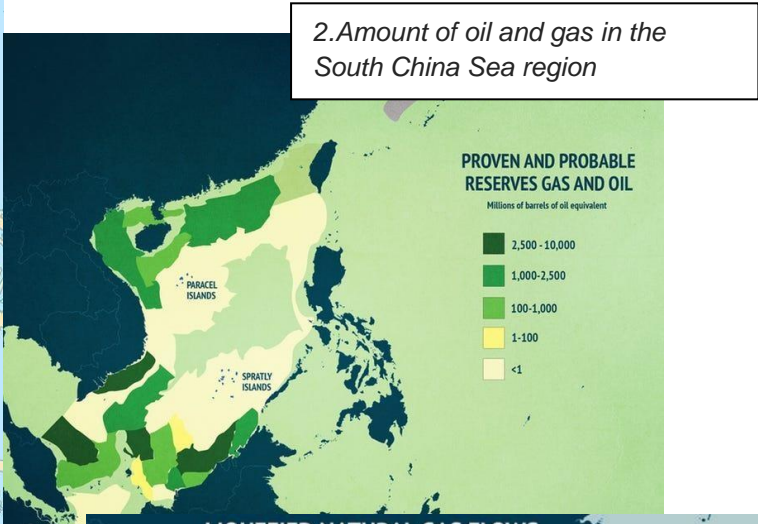 2.Amount of oil and gas in the
South China Sea region
PROVEN AND PROBABLE
RESERVES GAS AND OIL
Millions of barrels of oil equivalent
2,500 - 10,000
1,000-2,500
100-1,000
1-100
<1
PARACEL
ISLANDS
SPRATLY
ISLANDS